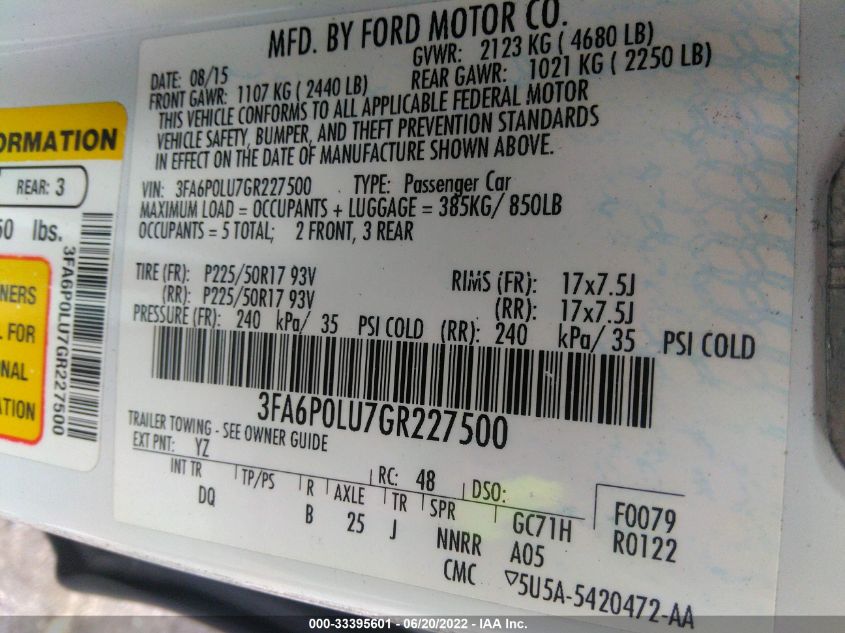 MFD. BY FORD MOTOR CO.
DATE: 08/15
GVWR: 2123 KG ( 4680 LB)
FRONT GAWR: 1107 KG ( 2440 LB)
REAR GAWR: 1021 KG ( 2250 LB)
THIS VEHICLE CONFORMS TO ALL APPLICABLE FEDERAL MOTOR
VEHICLE SAFETY, BUMPER, AND THEFT PREVENTION STANDARDS
IN EFFECT ON THE DATE OF MANUFACTURE SHOWN ABOVE.
VIN: 3FA6P0LU7GR227500 TYPE: Passenger Car
MAXIMUM LOAD = OCCUPANTS + LUGGAGE = 385KG/ 850LB
OCCUPANTS = 5 TOTAL; 2 FRONT, 3 REAR
TIRE (FR): P225/50R17 93V RIMS (FR): 17x7.5J
(RR): P225/50R17 93V (RR): 17x7.5J
PRESSURE (FR): 240 kPa/ 35 PSI COLD (RR): 240 kPa/ 35 PSI COLD
3FA6P0LU7GR227500
TRAILER TOWING - SEE OWNER GUIDE
EXT PNT: YZ RC: 48 DSO:
INT TR TP/PS R AXLE TR SPR GC71H F0079
DQ B 25 J NNRR A05 R0122
CMC ▽5U5A-5420472-AA
ORMATION
REAR: 3
50 lbs.
3FA6P0LU7GR227500
NERS
L FOR
NAL
ATION
000-33395601 - 06/20/2022 - IAA Inc.